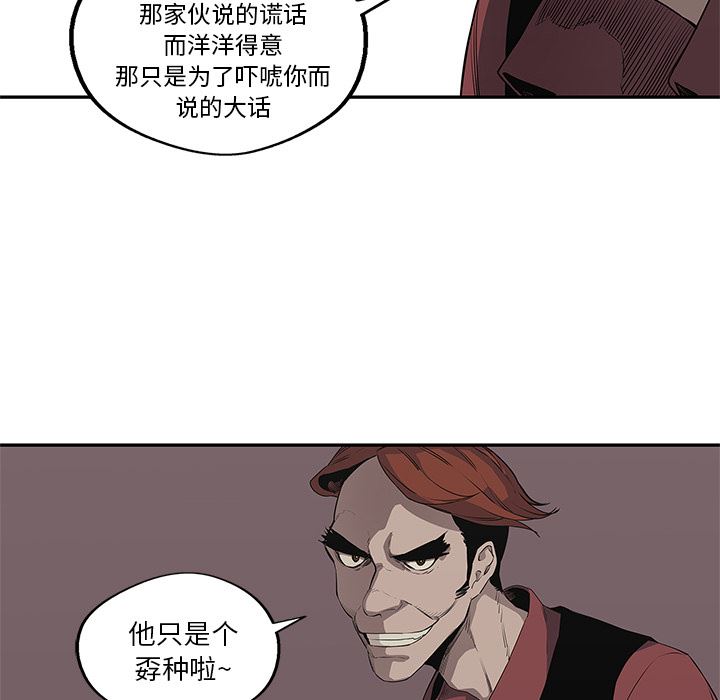 那家伙说的谎话
而洋洋得意
那只是为了吓唬你而
说的大话
他只是个
孬种啦~